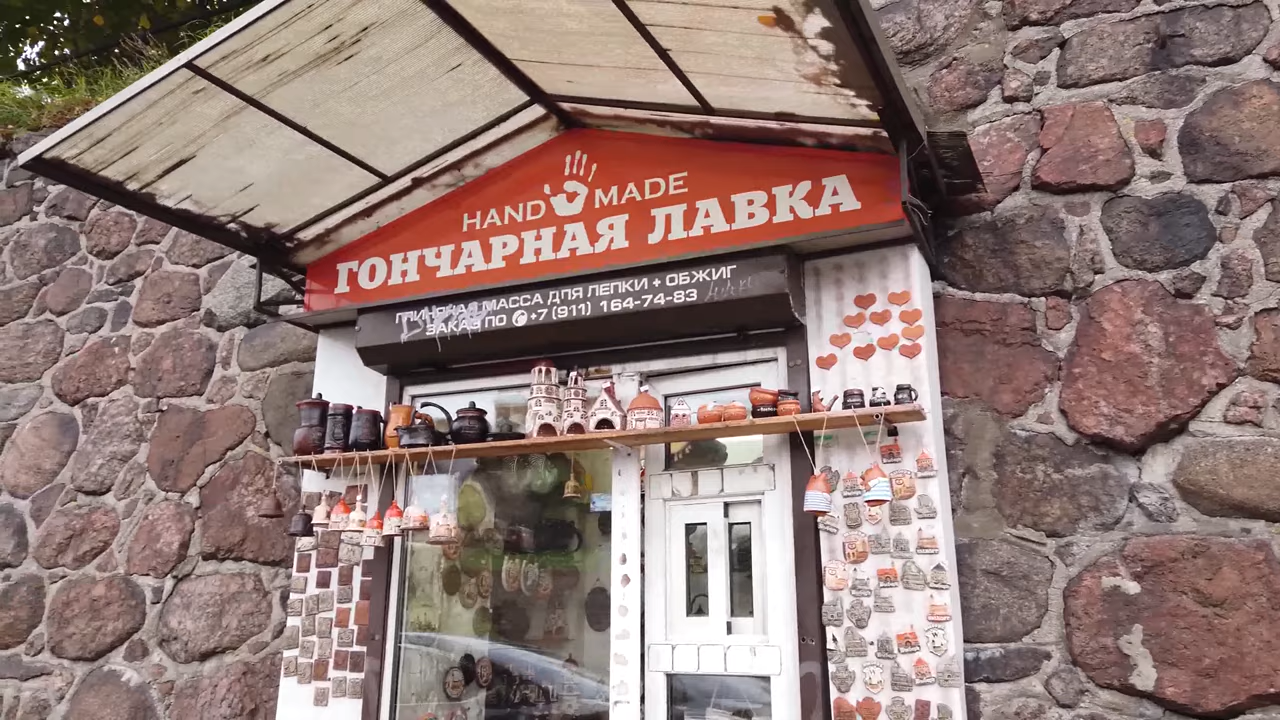 HAND MADE
ГОНЧАРНАЯ ЛАВКА
ГЛИНЯНАЯ МАССА ДЛЯ ЛЕПКИ + ОБЖИГ
ЗАКАЗ ПО +7 (911) 164-74-83